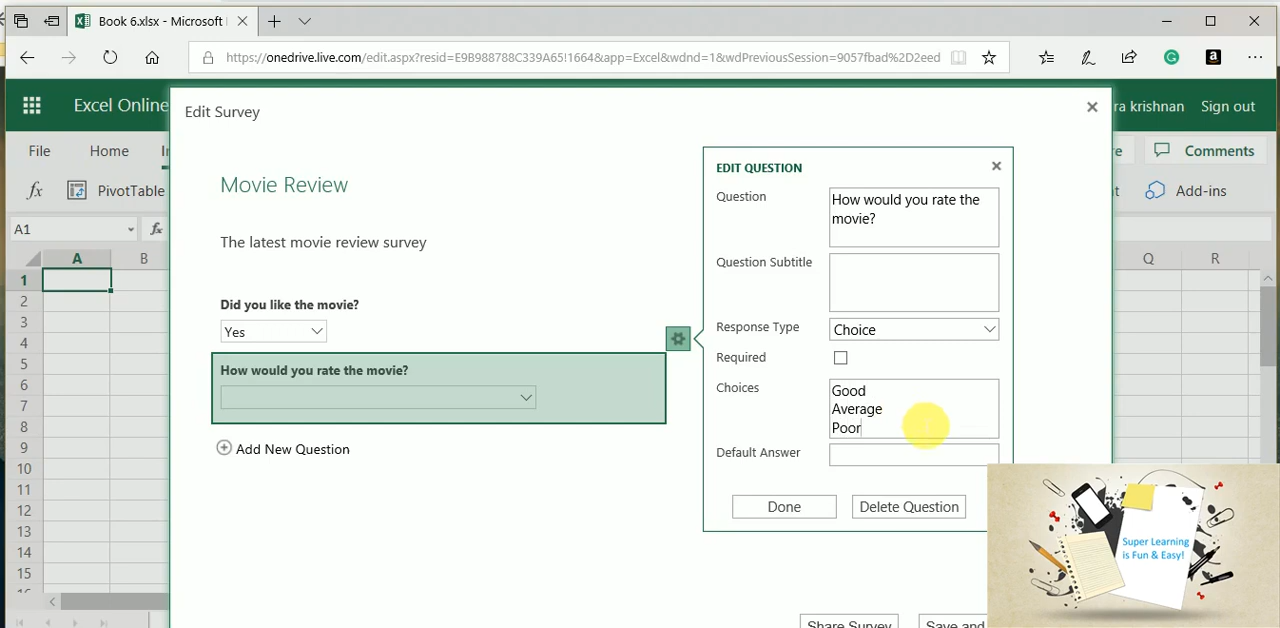 Book 6.xlsx - Microsoft
https://onedrive.live.com/edit.aspx?resid=E9B988788C339A65!1664&app=Excel&wdnd=1&wdPreviousSession=9057fbad%2D2eed
Excel Online
Edit Survey
ra krishnan
Sign out
File
Home
Comments
fx
PivotTable
Add-ins
A1
fx
A
B
Q
R
1
2
3
4
5
6
7
8
9
10
11
12
13
14
15
Movie Review
The latest movie review survey
Did you like the movie?
Yes
How would you rate the movie?
Add New Question
EDIT QUESTION
Question
How would you rate the
movie?
Question Subtitle
Response Type
Choice
Required
Choices
Good
Average
Poor
Default Answer
Done
Delete Question
Share Survey
Save and
Super Learning
is Fun & Easy!